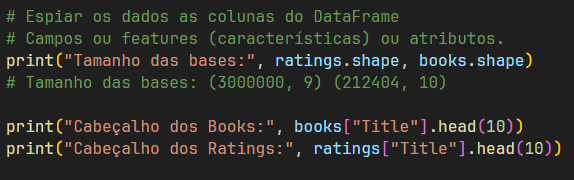 # Espiar os dados as colunas do DataFrame
# Campos ou features (características) ou atributos.
print("Tamanho das bases:", ratings.shape, books.shape)
# Tamanho das bases: (3000000, 9) (212404, 10)
print("Cabeçalho dos Books:", books["Title"].head(10))
print("Cabeçalho dos Ratings:", ratings["Title"].head(10))